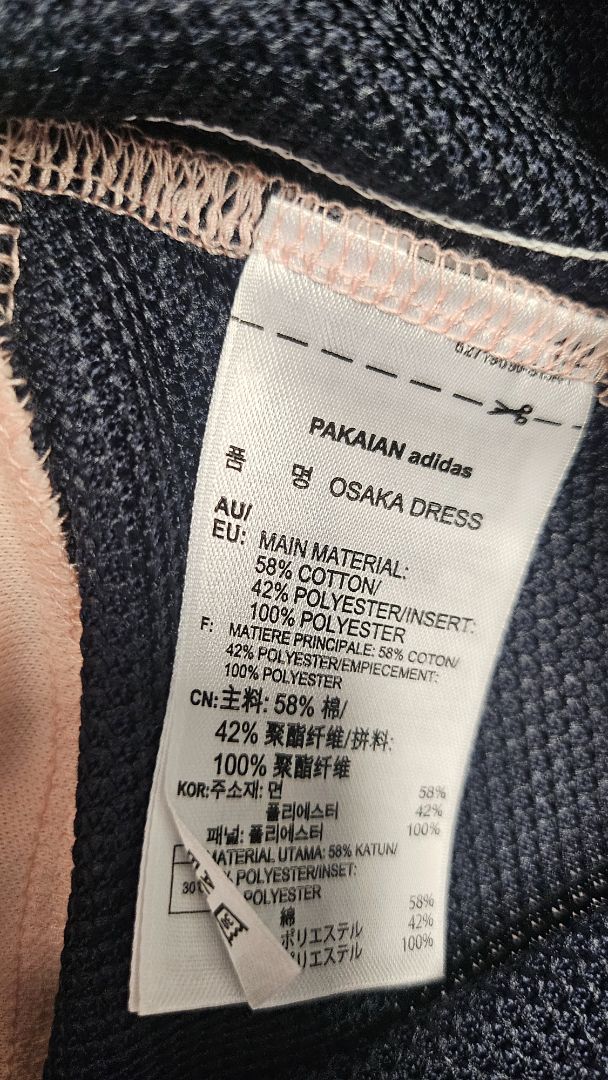 PAKAIAN adidas
품 명 OSAKA DRESS
AU/
EU: MAIN MATERIAL:
58% COTTON/
42% POLYESTER/INSERT:
100% POLYESTER
F: MATIERE PRINCIPALE: 58% COTON/
42% POLYESTER/EMPIECEMENT:
100% POLYESTER
CN:主料: 58% 棉/
42% 聚酯纤维/拼料:
100% 聚酯纤维
KOR:주소재: 면 58%
폴리에스터 42%
패널: 폴리에스터 100%
MATERIAL UTAMA: 58% KATUN/
POLYESTER/INSET:
POLYESTER
綿 58%
ポリエステル 42%
リエステル 100%